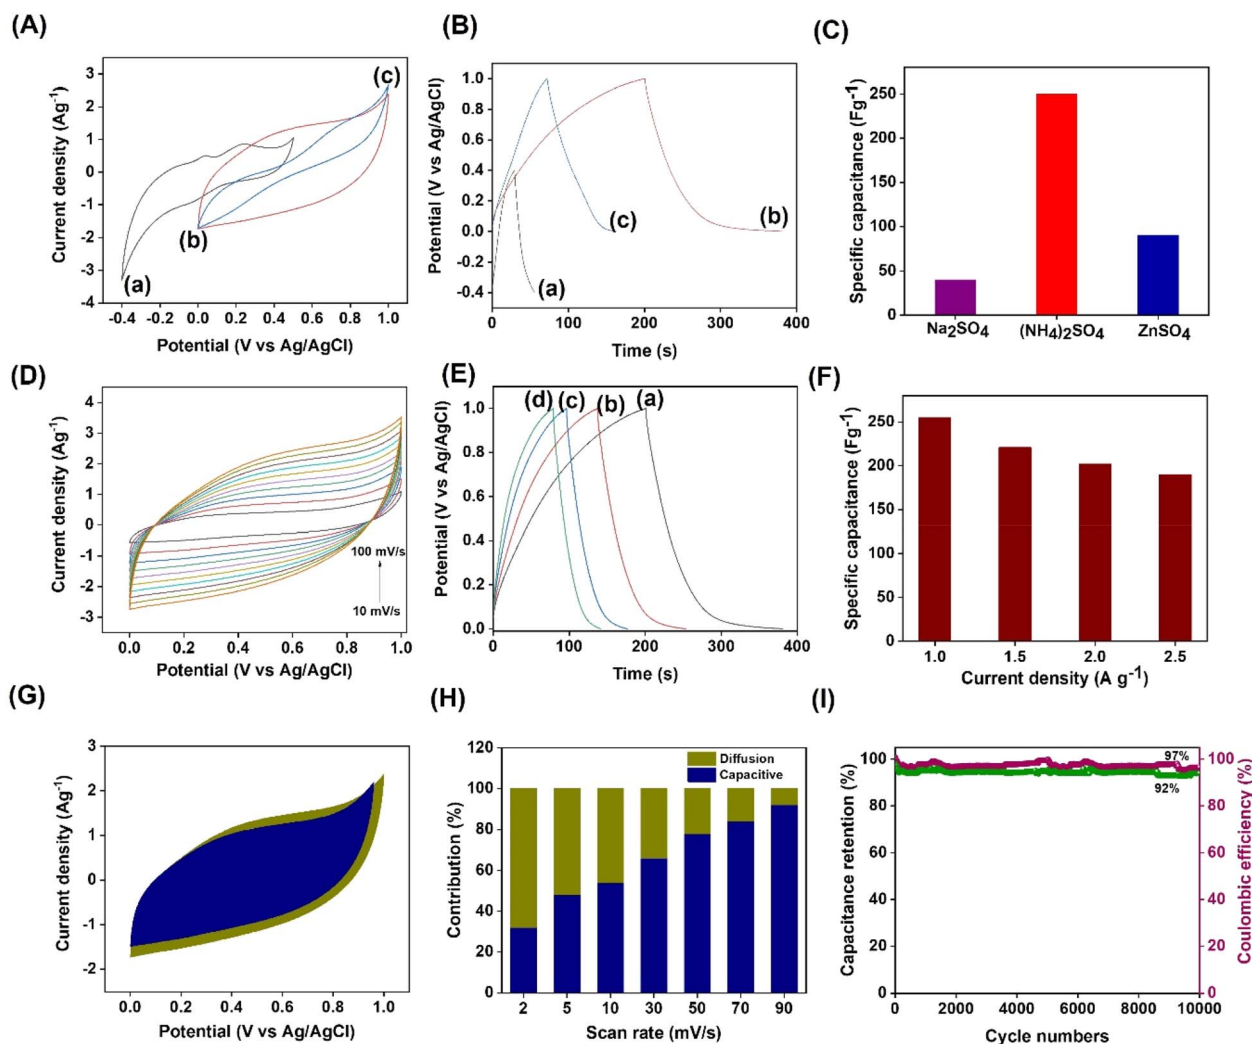 (A)
3
2
1
0
-1
-2
-3
-4
-0.4 -0.2 0.0 0.2 0.4 0.6 0.8 1.0
Current density (Ag-1)
Potential (V vs Ag/AgCl)
(a)
(b)
(c)
(B)
1.0
0.8
0.6
0.4
0.2
0.0
-0.2
-0.4
0 100 200 300 400
Potential (V vs Ag/AgCl)
Time (s)
(a)
(b)
(c)
(C)
250
200
150
100
50
0
Specific capacitance (Fg-1)
Na2SO4 (NH4)2SO4 ZnSO4
(D)
4
3
2
1
0
-1
-2
-3
0.0 0.2 0.4 0.6 0.8 1.0
Current density (Ag-1)
Potential (V vs Ag/AgCl)
100 mV/s
10 mV/s
(E)
1.0
0.8
0.6
0.4
0.2
0.0
0 100 200 300 400
Potential (V vs Ag/AgCl)
Time (s)
(d) (c) (b) (a)
(F)
250
200
150
100
50
0
1.0 1.5 2.0 2.5
Specific capacitance (Fg-1)
Current density (A g-1)
(G)
3
2
1
0
-1
-2
0.0 0.2 0.4 0.6 0.8 1.0
Current density (Ag-1)
Potential (V vs Ag/AgCl)
(H)
120
100
80
60
40
20
0
2 5 10 30 50 70 90
Contribution (%)
Scan rate (mV/s)
Diffusion
Capacitive
(I)
100
80
60
40
20
0
0 2000 4000 6000 8000 10000
Capacitance retention (%)
Cycle numbers
97%
92%
100
80
60
40
20
0
Coulombic efficiency (%)